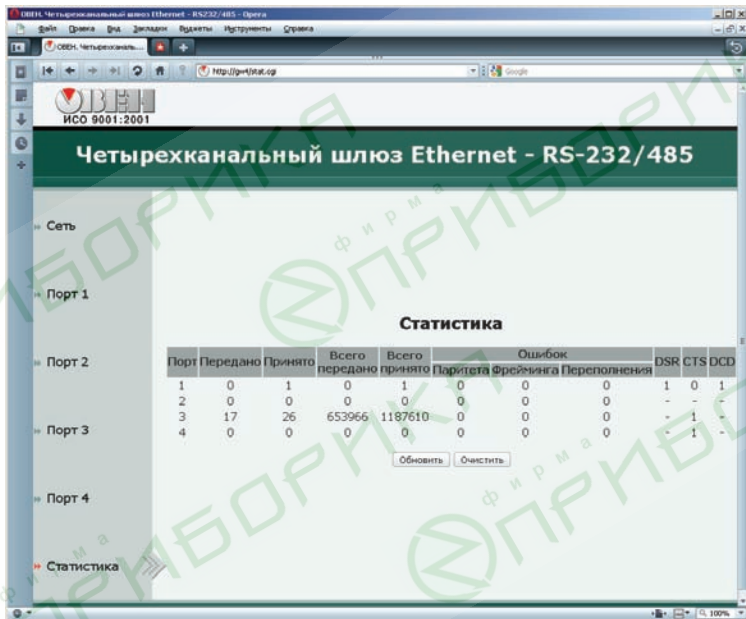 ОВЕН. Четырехканальный шлюз Ethernet - RS232/485 - Opera
Файл Правка Вид Закладки Виджеты Инструменты Справка
ОВЕН. Четырехканаль...
http://gw4/stat.cgi
Google
ОВЕН
ИСО 9001:2001
Четырехканальный шлюз Ethernet - RS-232/485
Сеть
Порт 1
Порт 2
Порт 3
Порт 4
Статистика
Статистика
Порт Передано Принято Всего передано Всего принято Ошибок DSR CTS DCD
Паритета Фрейминга Переполнения
1 0 1 0 1 0 0 0 1 0 1
2 0 0 0 0 0 0 0 - - -
3 17 26 653966 1187610 0 0 0 - 1 -
4 0 0 0 0 0 0 0 - 1 -
Обновить Очистить
100%
фирма
ПРИБОРИКА
фирма
ПРИБОРИКА